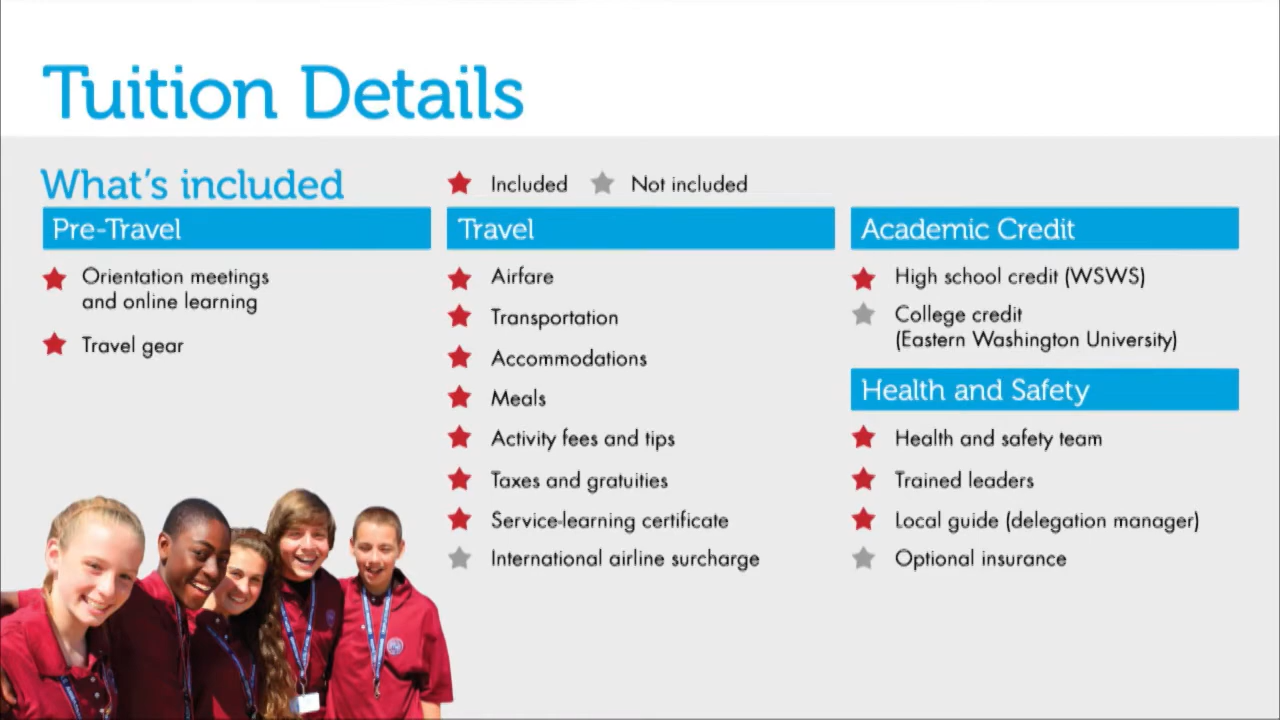 Tuition Details
What's included
Included
Not included
Pre-Travel
Orientation meetings
and online learning
Travel gear
Travel
Airfare
Transportation
Accommodations
Meals
Activity fees and tips
Taxes and gratuities
Service-learning certificate
International airline surcharge
Academic Credit
High school credit (WSWS)
College credit
(Eastern Washington University)
Health and Safety
Health and safety team
Trained leaders
Local guide (delegation manager)
Optional insurance